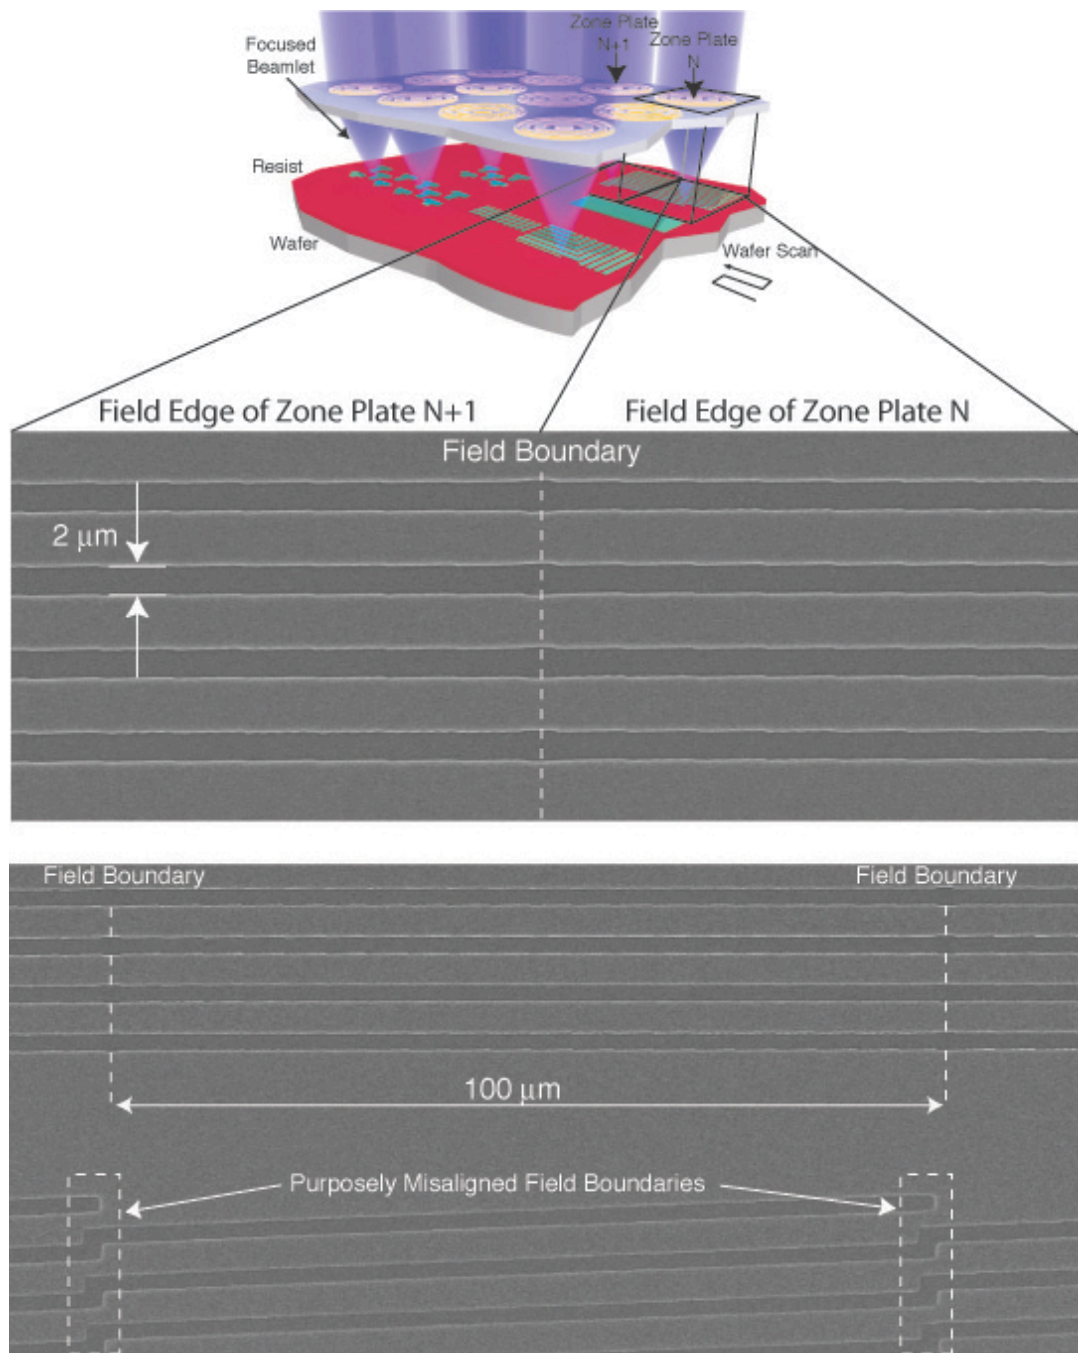 Zone Plate
N+1
Zone Plate
N
Focused
Beamlet
Resist
Wafer
Wafer Scan
Field Edge of Zone Plate N+1
Field Edge of Zone Plate N
Field Boundary
2 μm
Field Boundary
Field Boundary
100 μm
Purposely Misaligned Field Boundaries